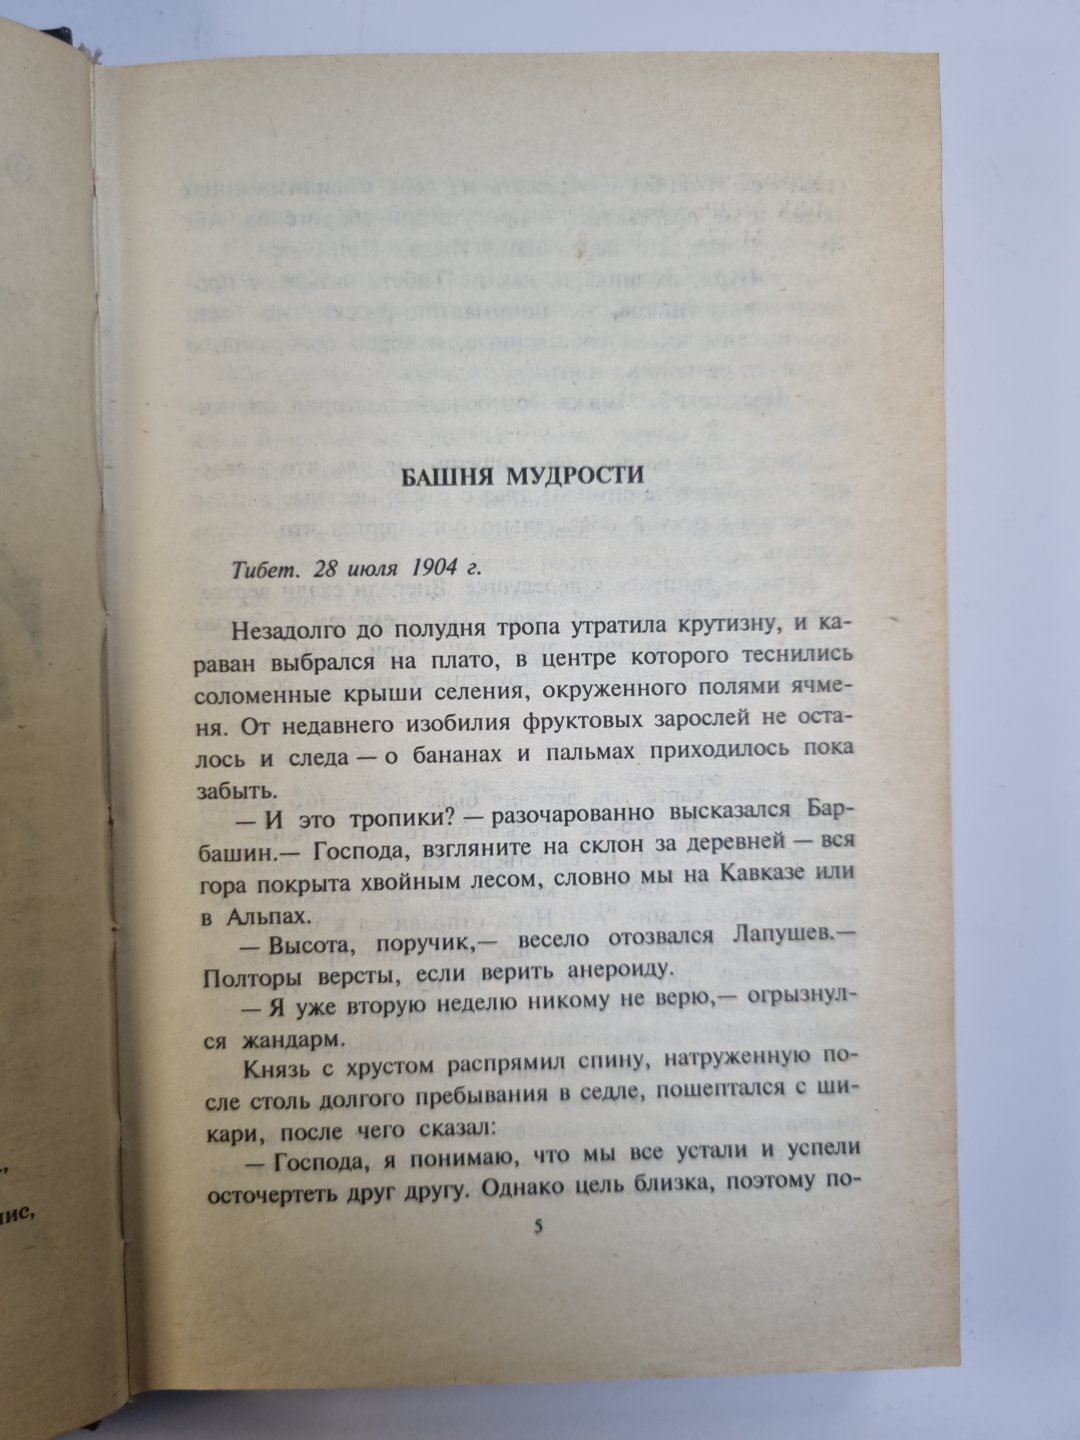 БАШНЯ МУДРОСТИ
Тибет. 28 июля 1904 г.
Незадолго до полудня тропа утратила крутизну, и ка-
раван выбрался на плато, в центре которого теснились
соломенные крыши селения, окруженного полями ячме-
ня. От недавнего изобилия фруктовых зарослей не оста-
лось и следа — о бананах и пальмах приходилось пока
забыть.
— И это тропики? — разочарованно высказался Бар-
башин.— Господа, взгляните на склон за деревней — вся
гора покрыта хвойным лесом, словно мы на Кавказе или
в Альпах.
— Высота, поручик,— весело отозвался Лапушев.—
Полторы версты, если верить анероиду.
— Я уже вторую неделю никому не верю,— огрызнул-
ся жандарм.
Князь с хрустом распрямил спину, натруженную по-
сле столь долгого пребывания в седле, пошептался с ши-
кари, после чего сказал:
— Господа, я понимаю, что мы все устали и успели
осточертеть друг другу. Однако цель близка, поэтому по-
5